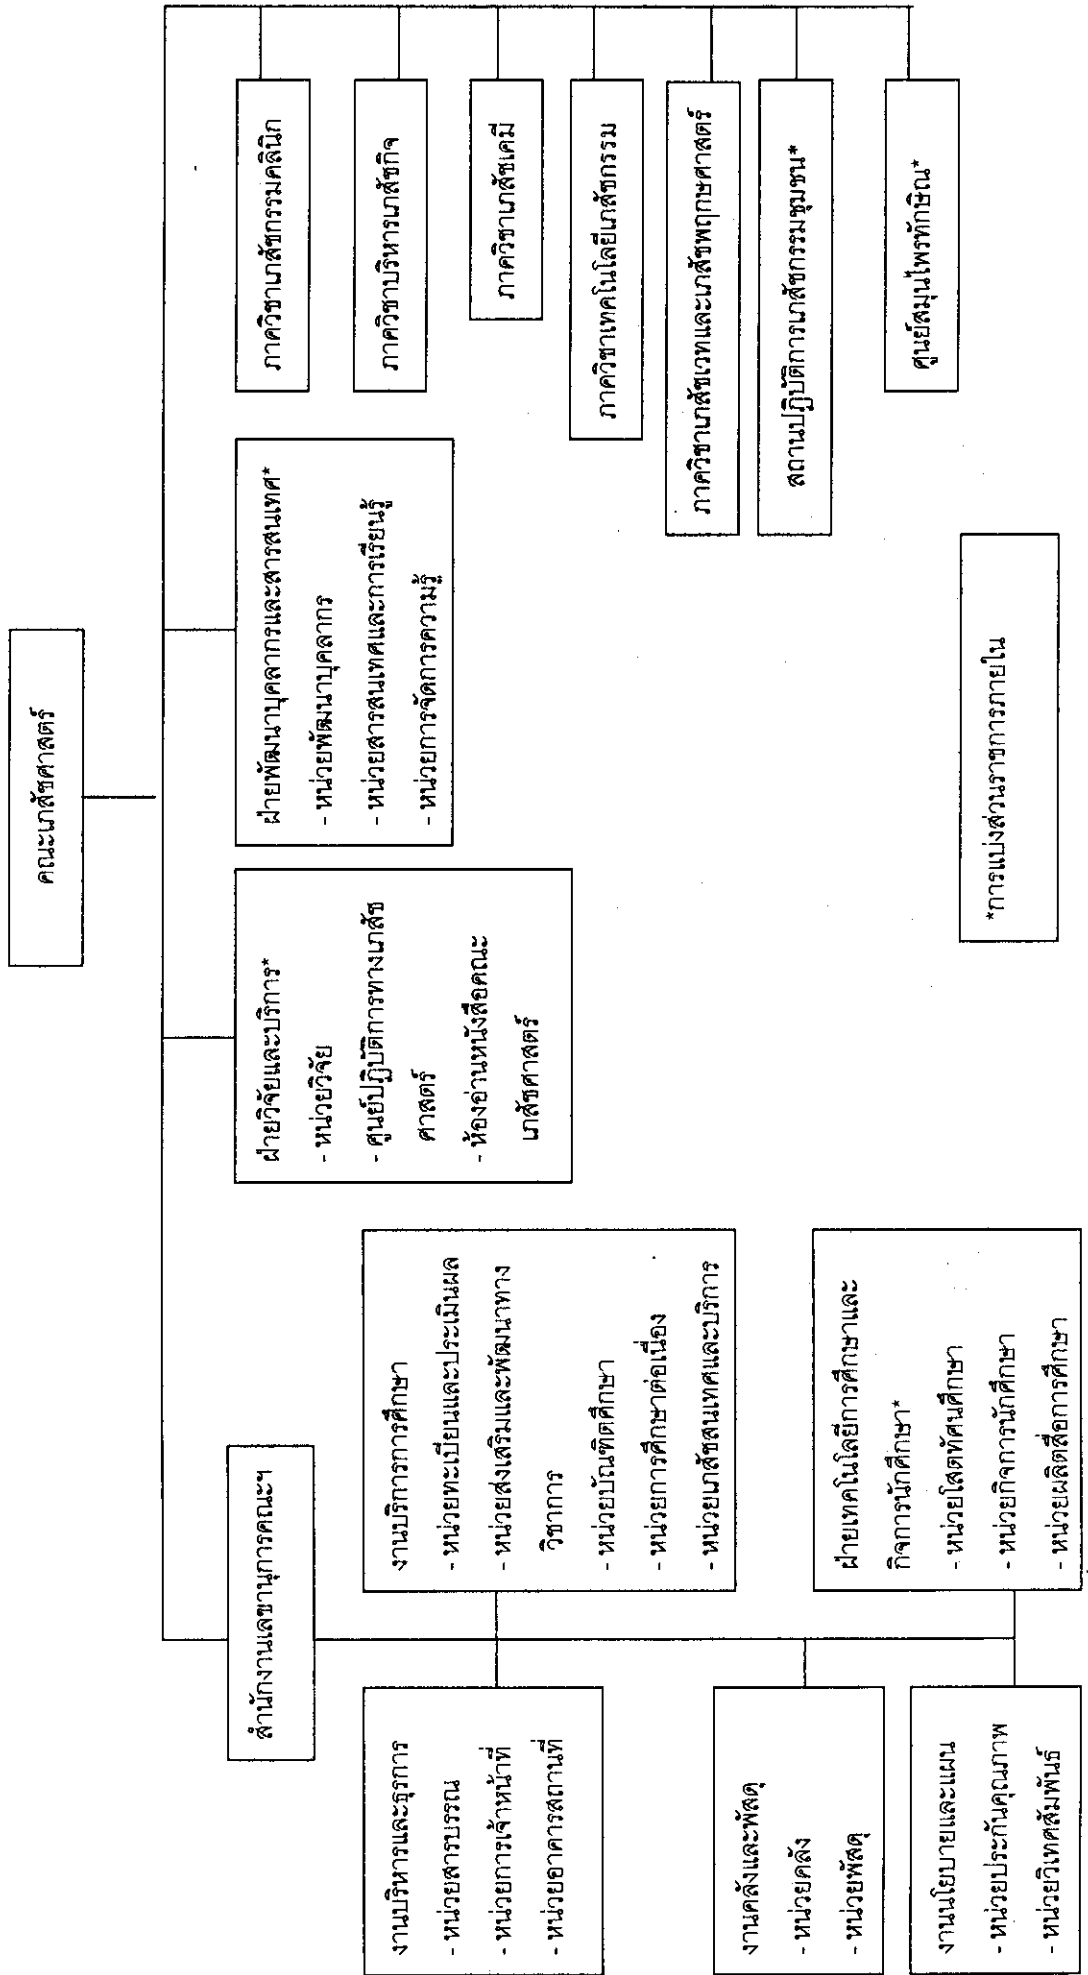 คณะเภสัชศาสตร์
สำนักงานเลขานุการคณะฯ
งานบริหารและธุรการ
- หน่วยสารบรรณ
- หน่วยการเจ้าหน้าที่
- หน่วยอาคารสถานที่
งานคลังและพัสดุ
- หน่วยคลัง
- หน่วยพัสดุ
งานนโยบายและแผน
- หน่วยประกันคุณภาพ
- หน่วยวิเทศสัมพันธ์
งานบริการการศึกษา
- หน่วยทะเบียนและประเมินผล
- หน่วยส่งเสริมและพัฒนาทาง
วิชาการ
- หน่วยบัณฑิตศึกษา
- หน่วยการศึกษาต่อเนื่อง
- หน่วยเภสัชสนเทศและบริการ
ฝ่ายเทคโนโลยีการศึกษาและ
กิจการนักศึกษา*
- หน่วยโสตทัศนศึกษา
- หน่วยกิจการนักศึกษา
- หน่วยผลิตสื่อการศึกษา
ฝ่ายวิจัยและบริการ*
- หน่วยวิจัย
- ศูนย์ปฏิบัติการทางเภสัช
ศาสตร์
- ห้องอ่านหนังสือคณะ
เภสัชศาสตร์
ฝ่ายพัฒนาบุคลากรและสารสนเทศ*
- หน่วยพัฒนาบุคลากร
- หน่วยสารสนเทศและการเรียนรู้
- หน่วยการจัดการความรู้
ภาควิชาเภสัชกรรมคลินิก
ภาควิชาบริหารเภสัชกิจ
ภาควิชาเภสัชเคมี
ภาควิชาเทคโนโลยีเภสัชกรรม
ภาควิชาเภสัชเวทและเภสัชพฤกษศาสตร์
สถานปฏิบัติการเภสัชกรรมชุมชน*
ศูนย์สมุนไพรทักษิณ*
*การแบ่งส่วนราชการภายใน